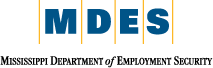 MDES
Mississippi Department of Employment Security